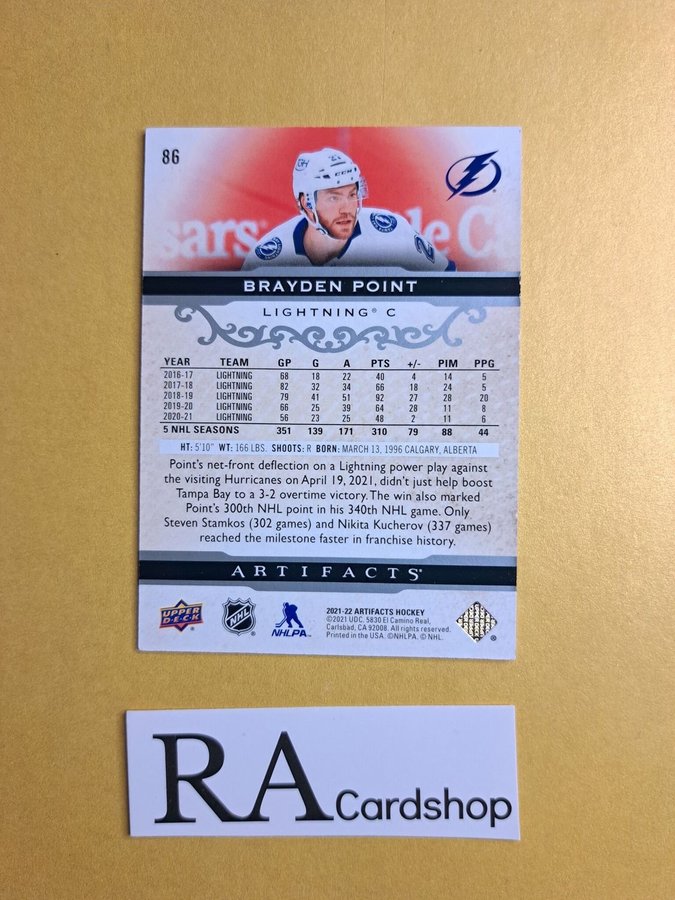 86
sars
le C
CCM
2
BRAYDEN POINT
LIGHTNING® C
YEAR TEAM GP G A PTS +/- PIM PPG
2016-17 LIGHTNING 68 18 22 40 4 14 5
2017-18 LIGHTNING 82 32 34 66 18 24 5
2018-19 LIGHTNING 79 41 51 92 27 28 20
2019-20 LIGHTNING 66 25 39 64 28 11 8
2020-21 LIGHTNING 56 23 25 48 2 11 6
5 NHL SEASONS 351 139 171 310 79 88 44
HT: 5'10" WT: 166 LBS. SHOOTS: R BORN: MARCH 13, 1996 CALGARY, ALBERTA
Point's net-front deflection on a Lightning power play against
the visiting Hurricanes on April 19, 2021, didn't just help boost
Tampa Bay to a 3-2 overtime victory. The win also marked
Point's 300th NHL point in his 340th NHL game. Only
Steven Stamkos (302 games) and Nikita Kucherov (337 games)
reached the milestone faster in franchise history.
ARTIFACTS®
UPPER DECK
NHL
NHLPA
2021-22 ARTIFACTS HOCKEY
©2021 UDC. 5830 El Camino Real,
Carlsbad, CA 92008. All rights reserved.
Printed in the USA. ©NHLPA. © NHL.
RA Cardshop